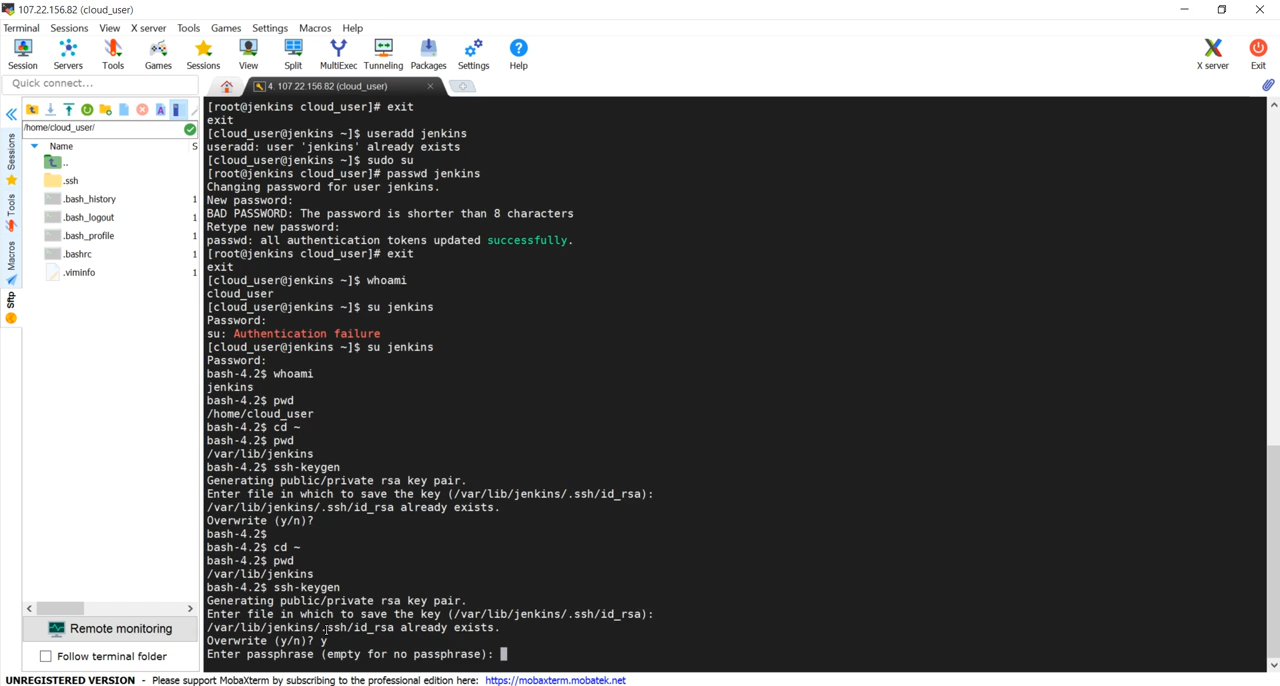 107.22.156.82 (cloud_user)
Terminal Sessions View X server Tools Games Settings Macros Help
Session Servers Tools Games Sessions View Split MultiExec Tunneling Packages Settings Help X server Exit
Quick connect...
4. 107.22.156.82 (cloud_user)
/home/cloud_user/
Name S
..
.ssh
.bash_history 1
.bash_logout 1
.bash_profile 1
.bashrc 1
.viminfo 1
Sessions
Tools
Macros
Sftp
Remote monitoring
Follow terminal folder
[root@jenkins cloud_user]# exit
exit
[cloud_user@jenkins ~]$ useradd jenkins
useradd: user 'jenkins' already exists
[cloud_user@jenkins ~]$ sudo su
[root@jenkins cloud_user]# passwd jenkins
Changing password for user jenkins.
New password:
BAD PASSWORD: The password is shorter than 8 characters
Retype new password:
passwd: all authentication tokens updated successfully.
[root@jenkins cloud_user]# exit
exit
[cloud_user@jenkins ~]$ whoami
cloud_user
[cloud_user@jenkins ~]$ su jenkins
Password:
su: Authentication failure
[cloud_user@jenkins ~]$ su jenkins
Password:
bash-4.2$ whoami
jenkins
bash-4.2$ pwd
/home/cloud_user
bash-4.2$ cd ~
bash-4.2$ pwd
/var/lib/jenkins
bash-4.2$ ssh-keygen
Generating public/private rsa key pair.
Enter file in which to save the key (/var/lib/jenkins/.ssh/id_rsa):
/var/lib/jenkins/.ssh/id_rsa already exists.
Overwrite (y/n)?
bash-4.2$
bash-4.2$ cd ~
bash-4.2$ pwd
/var/lib/jenkins
bash-4.2$ ssh-keygen
Generating public/private rsa key pair.
Enter file in which to save the key (/var/lib/jenkins/.ssh/id_rsa):
/var/lib/jenkins/.ssh/id_rsa already exists.
Overwrite (y/n)? y
Enter passphrase (empty for no passphrase):
UNREGISTERED VERSION - Please support MobaXterm by subscribing to the professional edition here: https://mobaxterm.mobatek.net